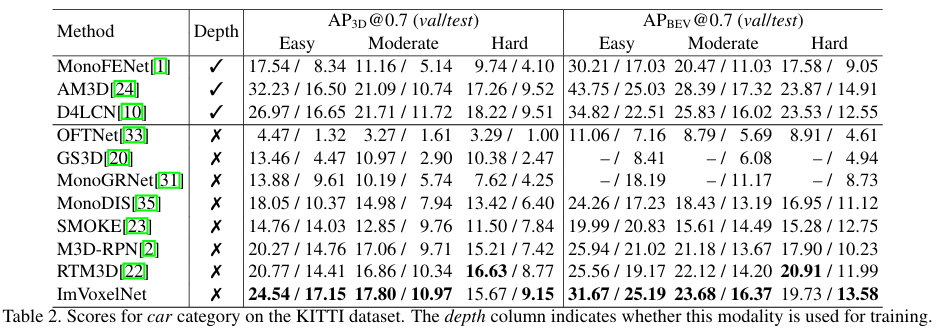 Method Depth AP3D@0.7 (val/test) APBEV@0.7 (val/test)
Easy Moderate Hard Easy Moderate Hard
MonoFENet[1] ✓ 17.54 / 8.34 11.16 / 5.14 9.74 / 4.10 30.21 / 17.03 20.47 / 11.03 17.58 / 9.05
AM3D[24] ✓ 32.23 / 16.50 21.09 / 10.74 17.26 / 9.52 43.75 / 25.03 28.39 / 17.32 23.87 / 14.91
D4LCN[10] ✓ 26.97 / 16.65 21.71 / 11.72 18.22 / 9.51 34.82 / 22.51 25.83 / 16.02 23.53 / 12.55
OFTNet[33] ✗ 4.47 / 1.32 3.27 / 1.61 3.29 / 1.00 11.06 / 7.16 8.79 / 5.69 8.91 / 4.61
GS3D[20] ✗ 13.46 / 4.47 10.97 / 2.90 10.38 / 2.47 – / 8.41 – / 6.08 – / 4.94
MonoGRNet[31] ✗ 13.88 / 9.61 10.19 / 5.74 7.62 / 4.25 – / 18.19 – / 11.17 – / 8.73
MonoDIS[35] ✗ 18.05 / 10.37 14.98 / 7.94 13.42 / 6.40 24.26 / 17.23 18.43 / 13.19 16.95 / 11.12
SMOKE[23] ✗ 14.76 / 14.03 12.85 / 9.76 11.50 / 7.84 19.99 / 20.83 15.61 / 14.49 15.28 / 12.75
M3D-RPN[2] ✗ 20.27 / 14.76 17.06 / 9.71 15.21 / 7.42 25.94 / 21.02 21.18 / 13.67 17.90 / 10.23
RTM3D[22] ✗ 20.77 / 14.41 16.86 / 10.34 16.63 / 8.77 25.56 / 19.17 22.12 / 14.20 20.91 / 11.99
ImVoxelNet ✗ 24.54 / 17.15 17.80 / 10.97 15.67 / 9.15 31.67 / 25.19 23.68 / 16.37 19.73 / 13.58
Table 2. Scores for car category on the KITTI dataset. The depth column indicates whether this modality is used for training.